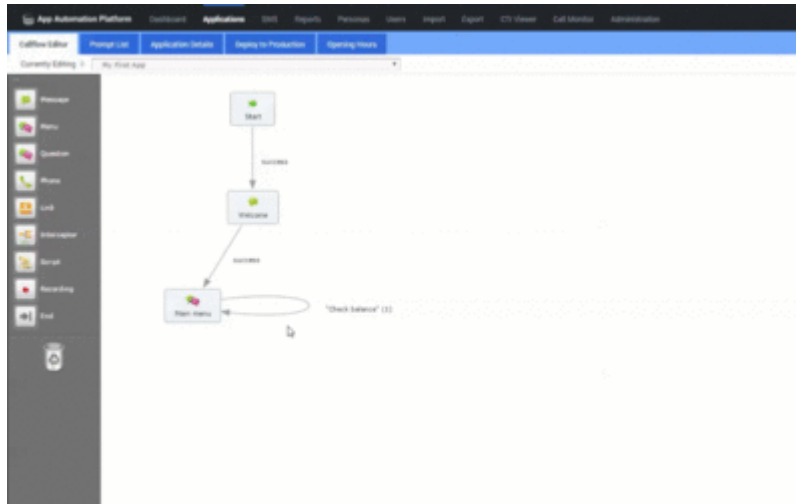 App Automation Platform Dashboard Applications DNIS Reports Personas Users Import Export CTI Viewer Call Monitor Administration
Callflow Editor Prompt List Application Details Deploy to Production Opening Hours
Currently Editing My First App
Message
Menu
Question
Phone
Link
Interceptor
Script
Recording
End
Start
success
Welcome
success
Main menu
"Check balance" (1)